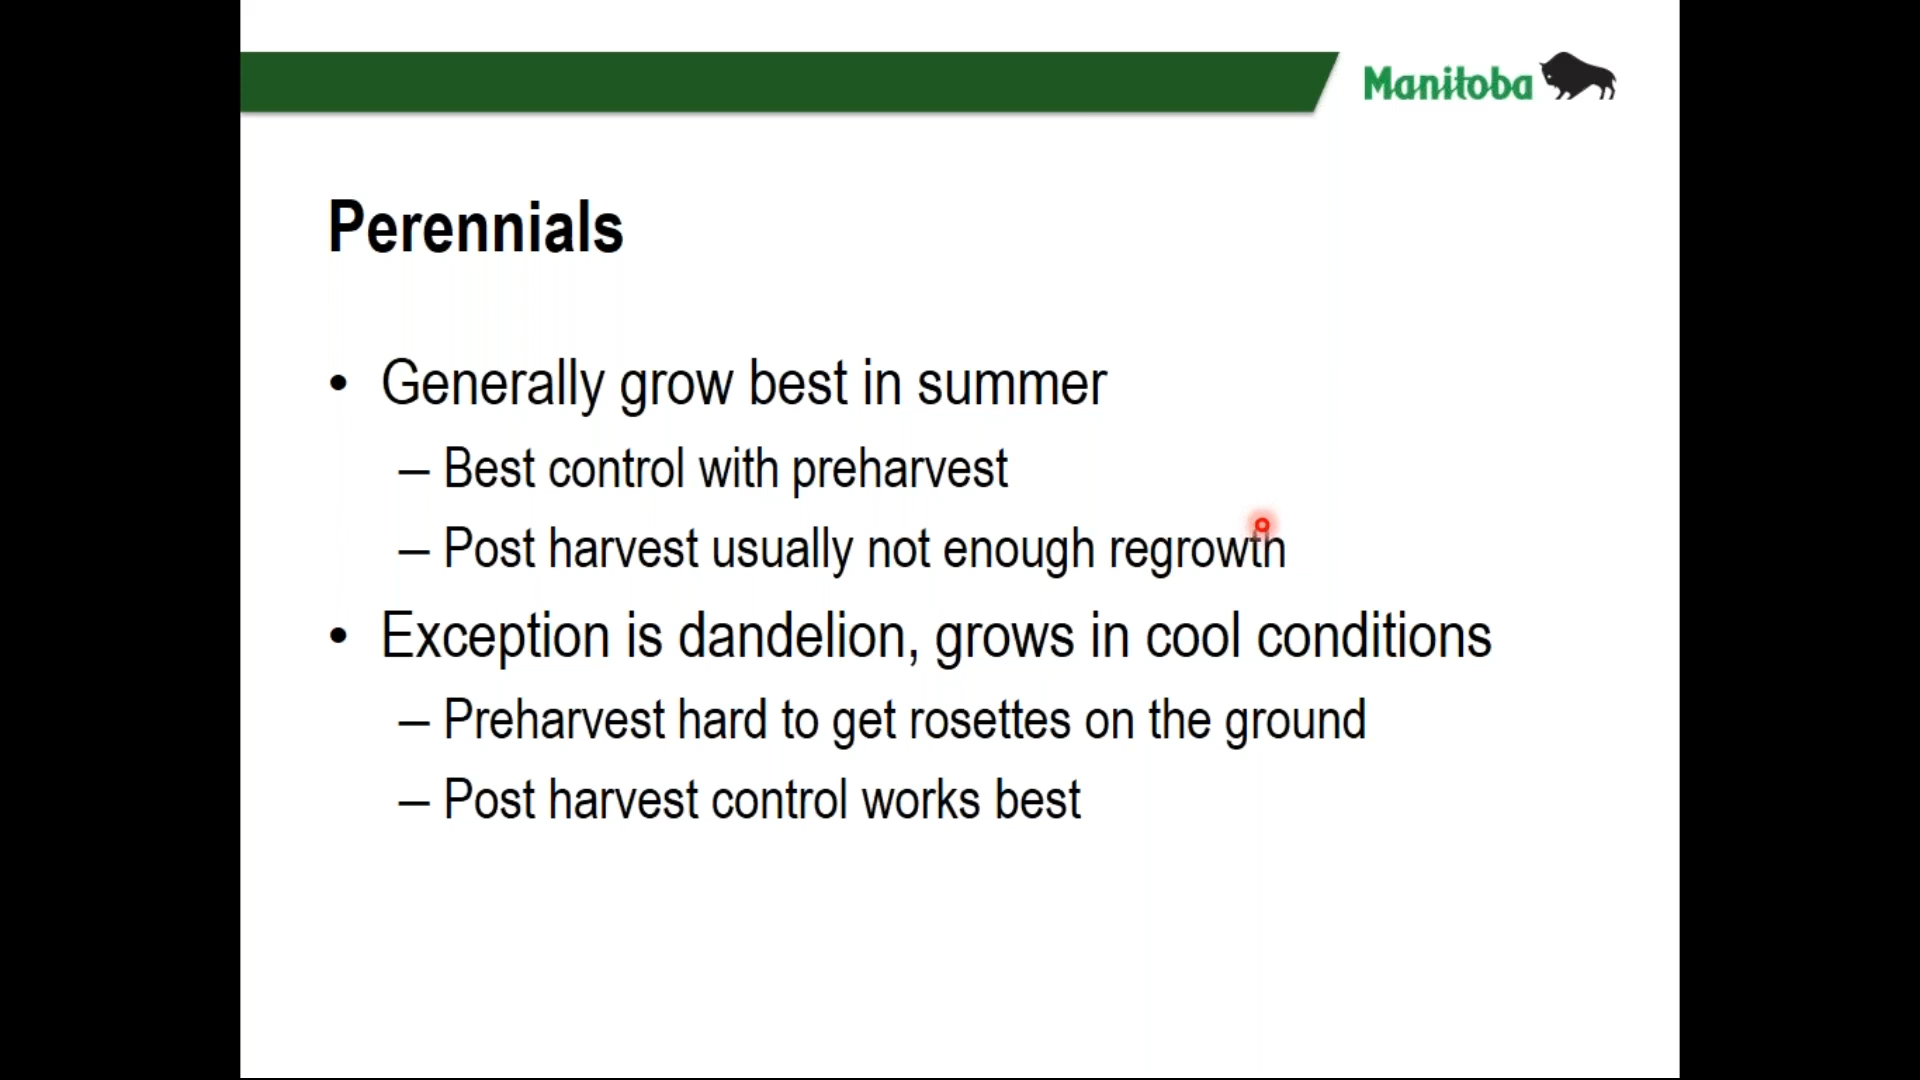 Manitoba
Perennials
• Generally grow best in summer
– Best control with preharvest
– Post harvest usually not enough regrowth
• Exception is dandelion, grows in cool conditions
– Preharvest hard to get rosettes on the ground
– Post harvest control works best